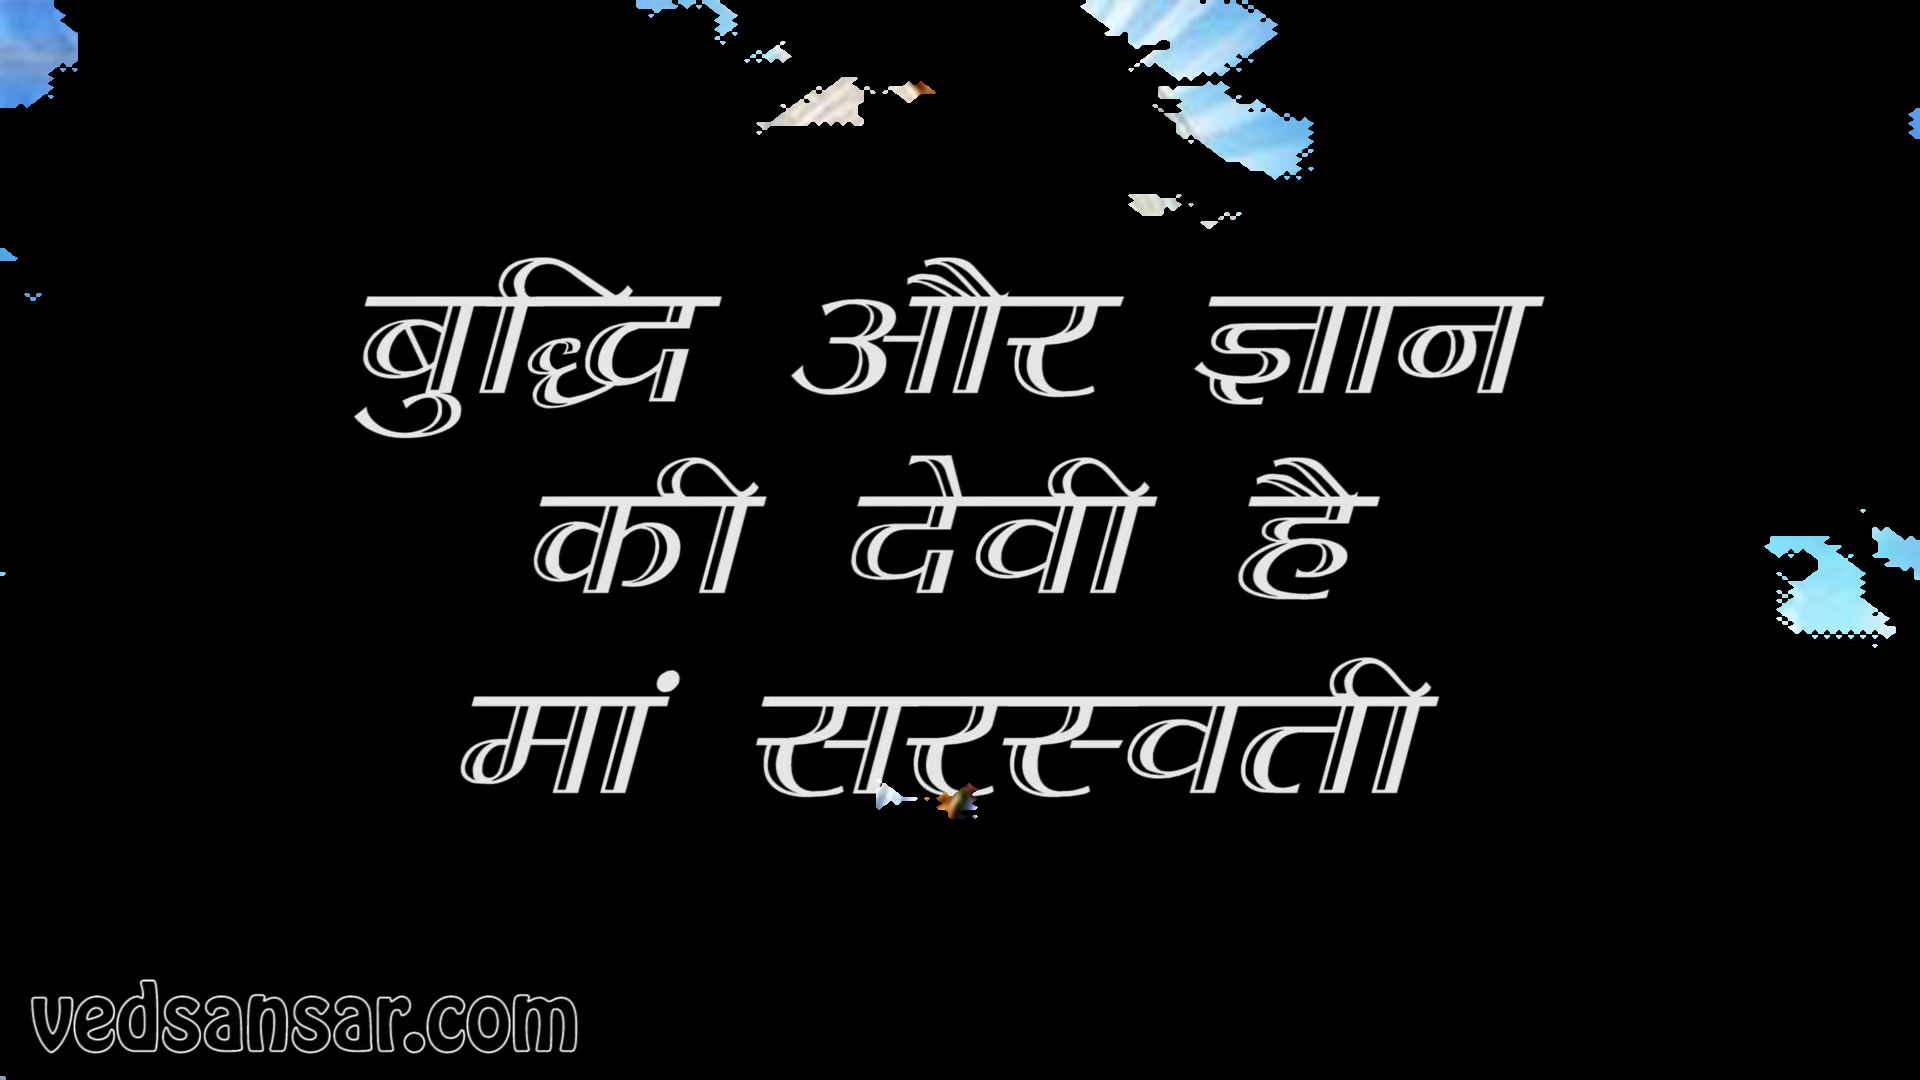 बुद्धि और ज्ञान
की देवी है
मां सरस्वती
vedsansar.com